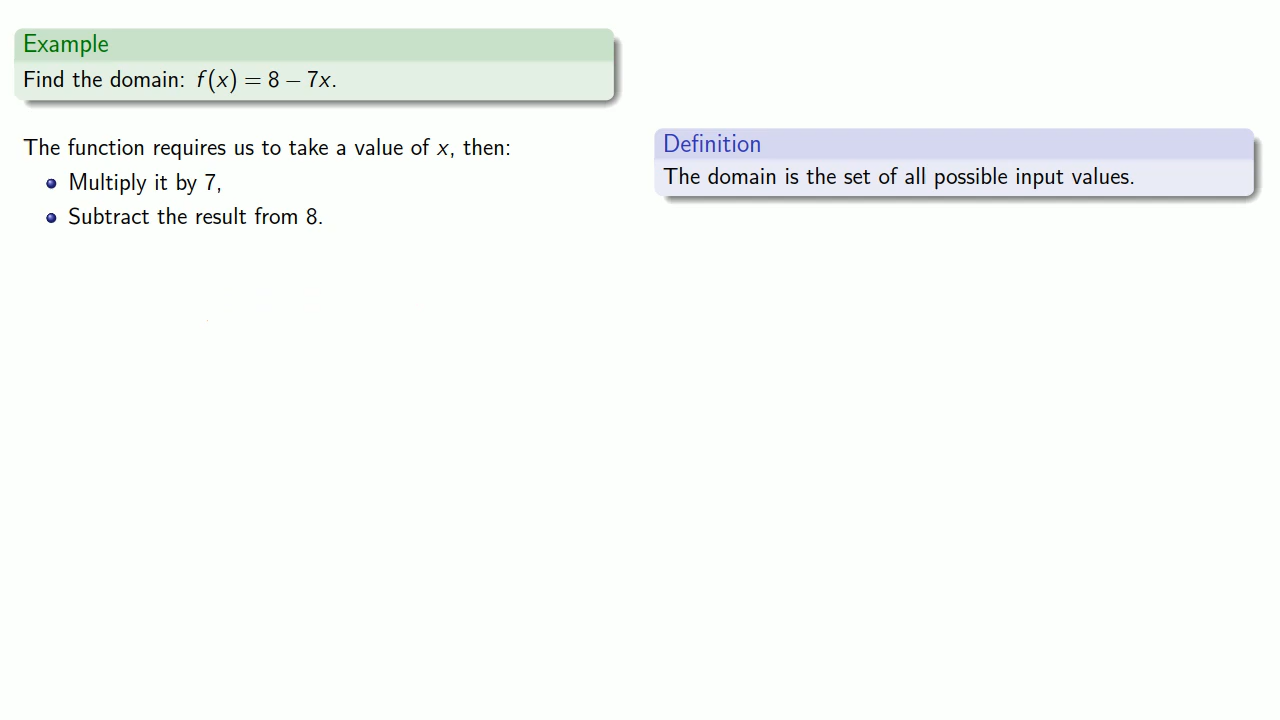 Example
Find the domain: f(x) = 8 − 7x.
The function requires us to take a value of x, then:
Multiply it by 7,
Subtract the result from 8.
Definition
The domain is the set of all possible input values.